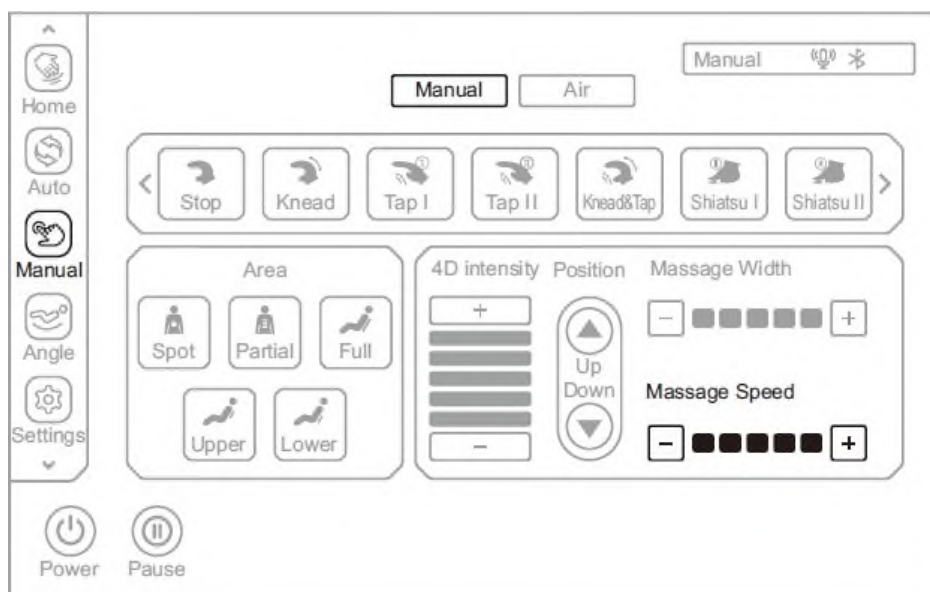 Manual
Manual Air
Home
Auto
Manual
Angle
Settings
Stop Knead Tap I Tap II Knead&Tap Shiatsu I Shiatsu II
Area
Spot Partial Full
Upper Lower
4D intensity Position Massage Width
+
Up
Down
−
- +
Massage Speed
- +
Power Pause